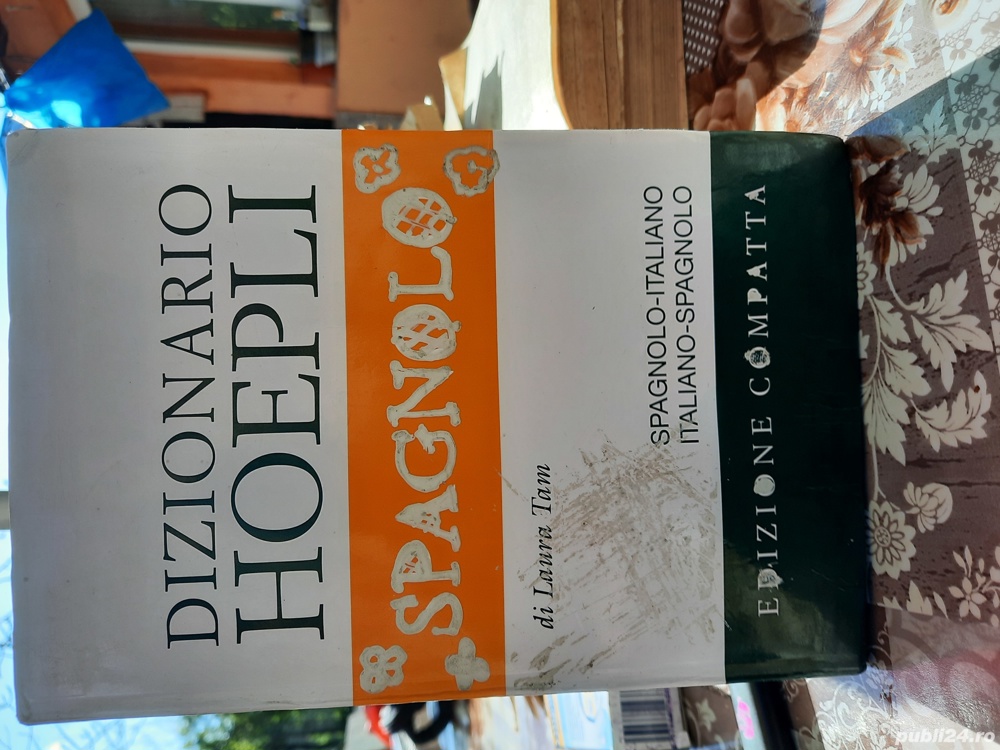 DIZIONARIO
HOEPLI
SPAGNOLO
di Laura Tam
SPAGNOLO-ITALIANO
ITALIANO-SPAGNOLO
EDIZIONE COMPATTA
publi24.ro